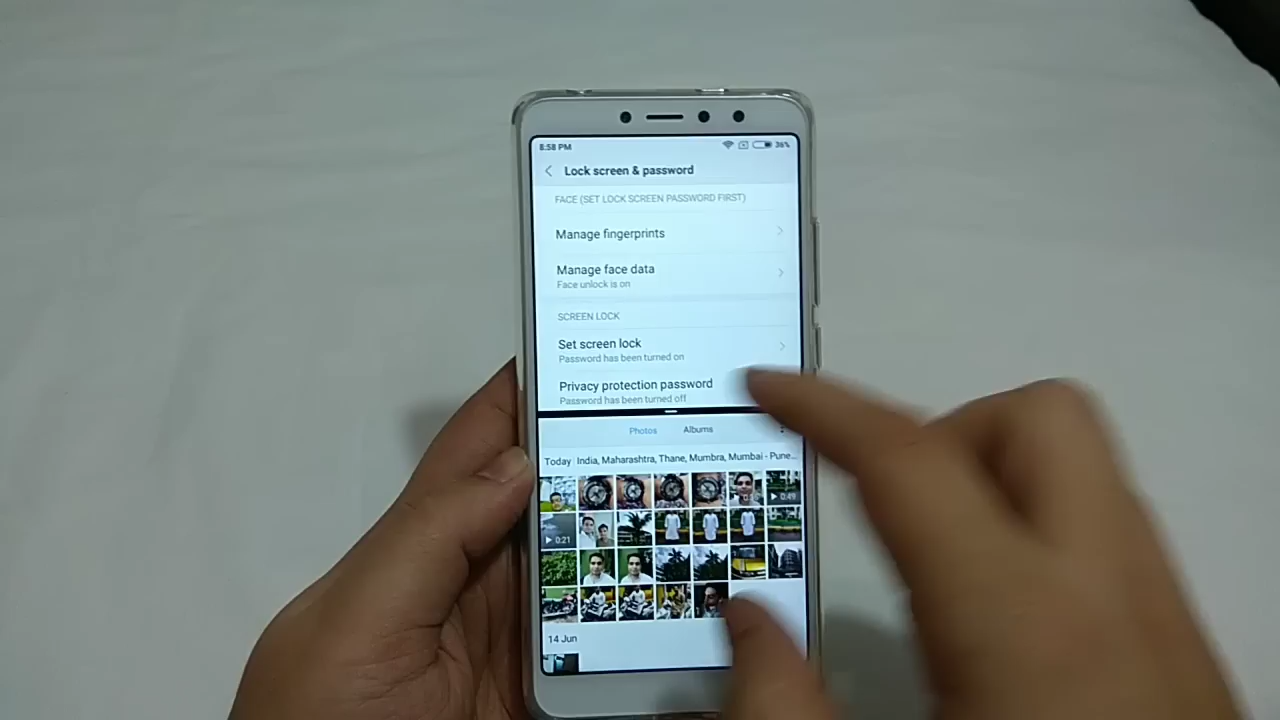 8:58 PM 36%
Lock screen & password
FACE (SET LOCK SCREEN PASSWORD FIRST)
Manage fingerprints
Manage face data
Face unlock is on
SCREEN LOCK
Set screen lock
Password has been turned on
Privacy protection password
Password has been turned off
Photos Albums
Today India, Maharashtra, Thane, Mumbra, Mumbai - Pune...
0:49
0:21
14 Jun